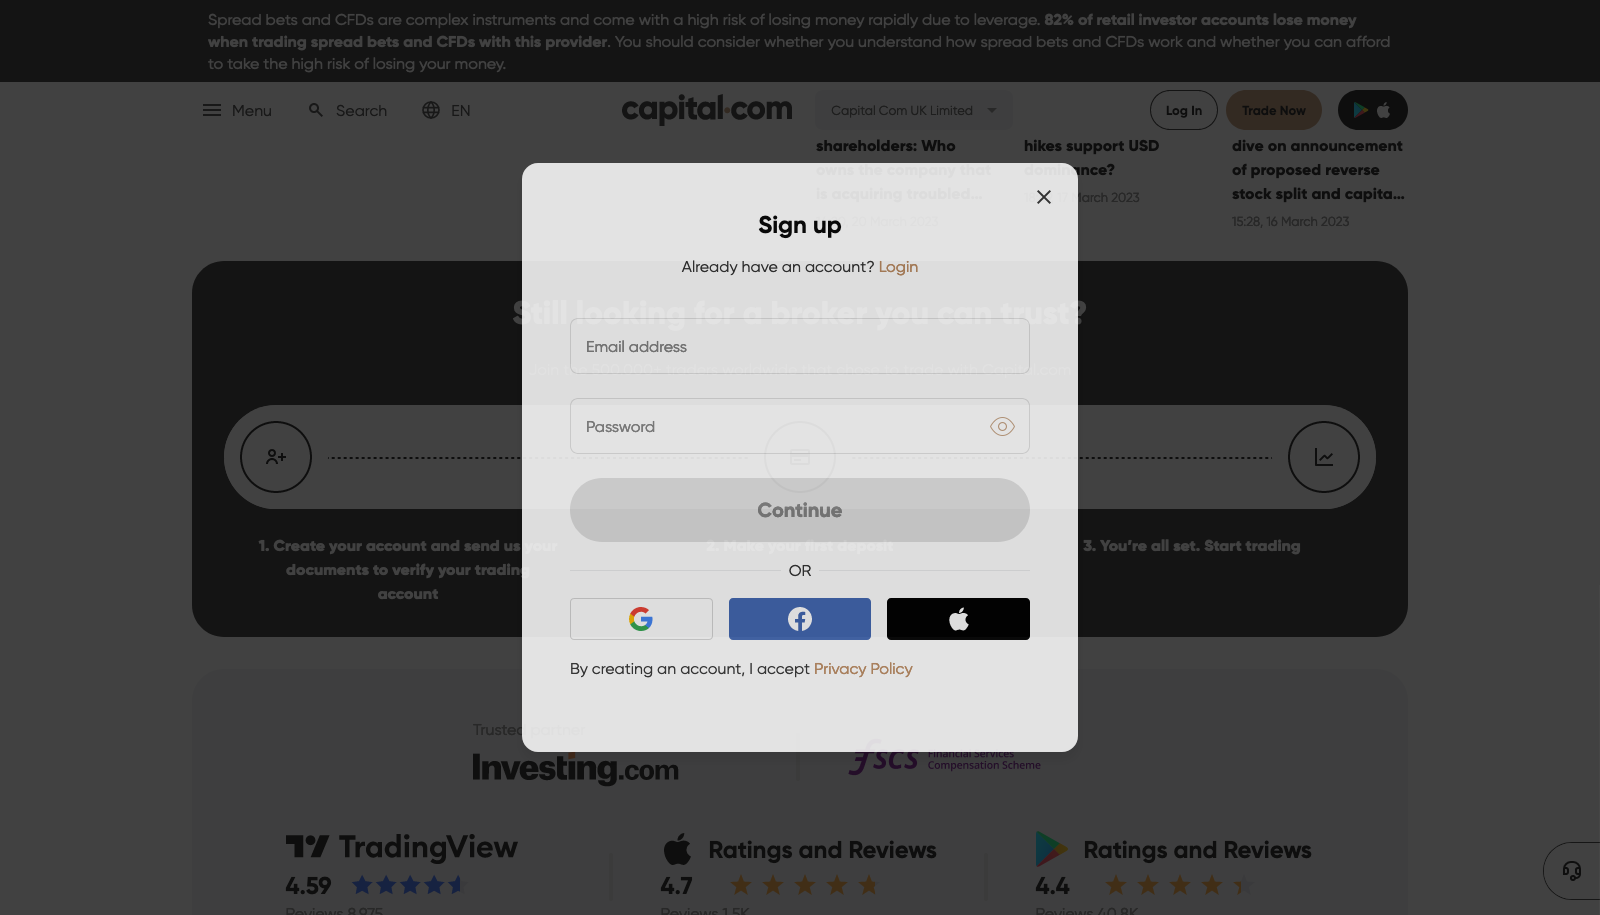 Spread bets and CFDs are complex instruments and come with a high risk of losing money rapidly due to leverage. 82% of retail investor accounts lose money
when trading spread bets and CFDs with this provider. You should consider whether you understand how spread bets and CFDs work and whether you can afford
to take the high risk of losing your money.
Menu
Search
EN
capital.com
Capital Com UK Limited
Log In
Trade Now
shareholders: Who
owns the company that
is acquiring troubled...
March 2023
hikes support USD
dominance?
March 2023
dive on announcement
of proposed reverse
stock split and capita...
15:28, 16 March 2023
Sign up
Already have an account? Login
Still looking for a broker you can trust?
Email address
Password
Continue
1. Create your account and send us your
documents to verify your trading
account
2. Make your first deposit
3. You’re all set. Start trading
OR
By creating an account, I accept Privacy Policy
Trusted partner
Investing.com
FSCS
Financial Services
Compensation Scheme
TradingView
4.59
Reviews 8,975
Ratings and Reviews
4.7
Reviews 1.5K
Ratings and Reviews
4.4
Reviews 40.8K